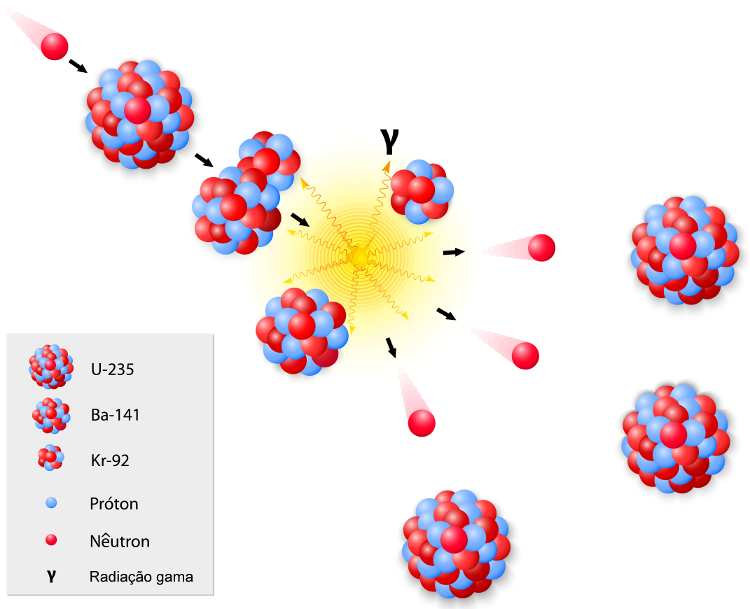 γ
U-235
Ba-141
Kr-92
Próton
Nêutron
γ Radiação gama